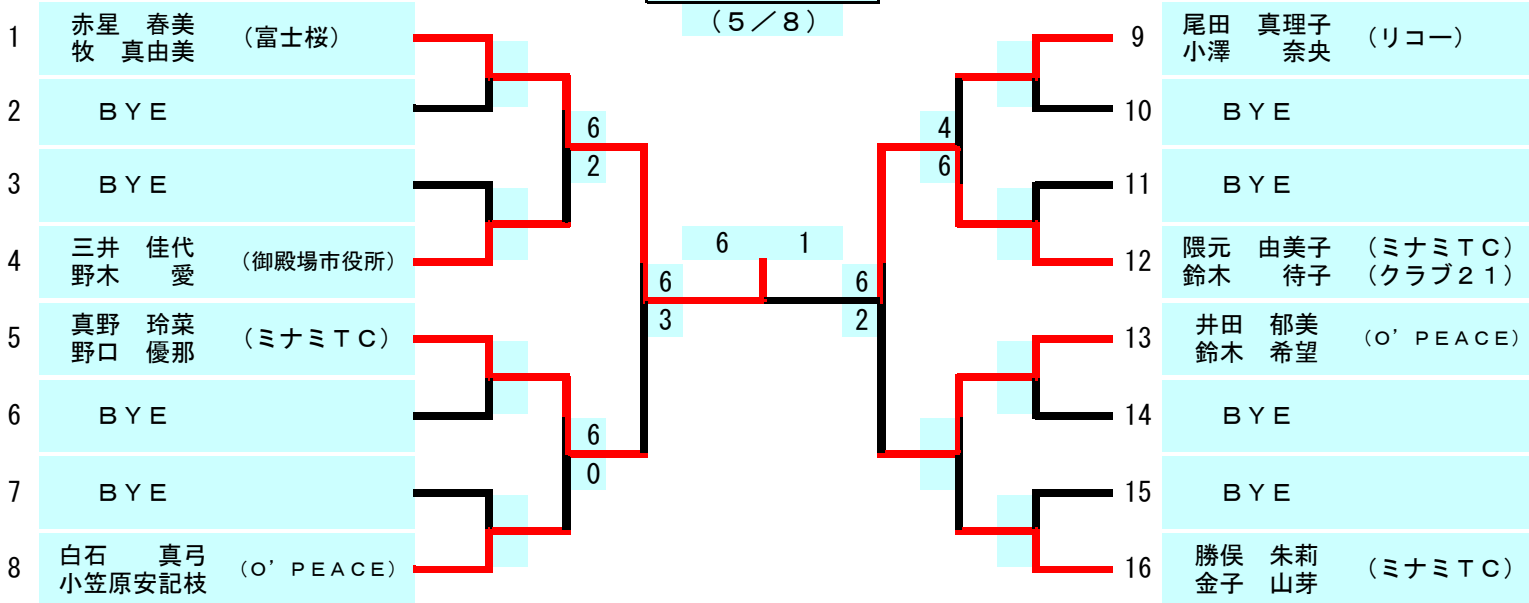 (5/8)
1 赤星 春美 (富士桜)
牧 真由美
2 BYE
3 BYE
4 三井 佳代 (御殿場市役所)
野木 愛
5 真野 玲菜 (ミナミTC)
野口 優那
6 BYE
7 BYE
8 白石 真弓 (O' PEACE)
小笠原安記枝
6
2
6
0
6
3
6 1
4
6
6
2
9 尾田 真理子 (リコー)
小澤 奈央
10 BYE
11 BYE
12 隈元 由美子 (ミナミTC)
鈴木 待子 (クラブ21)
13 井田 郁美 (O' PEACE)
鈴木 希望
14 BYE
15 BYE
16 勝俣 朱莉 (ミナミTC)
金子 山芽